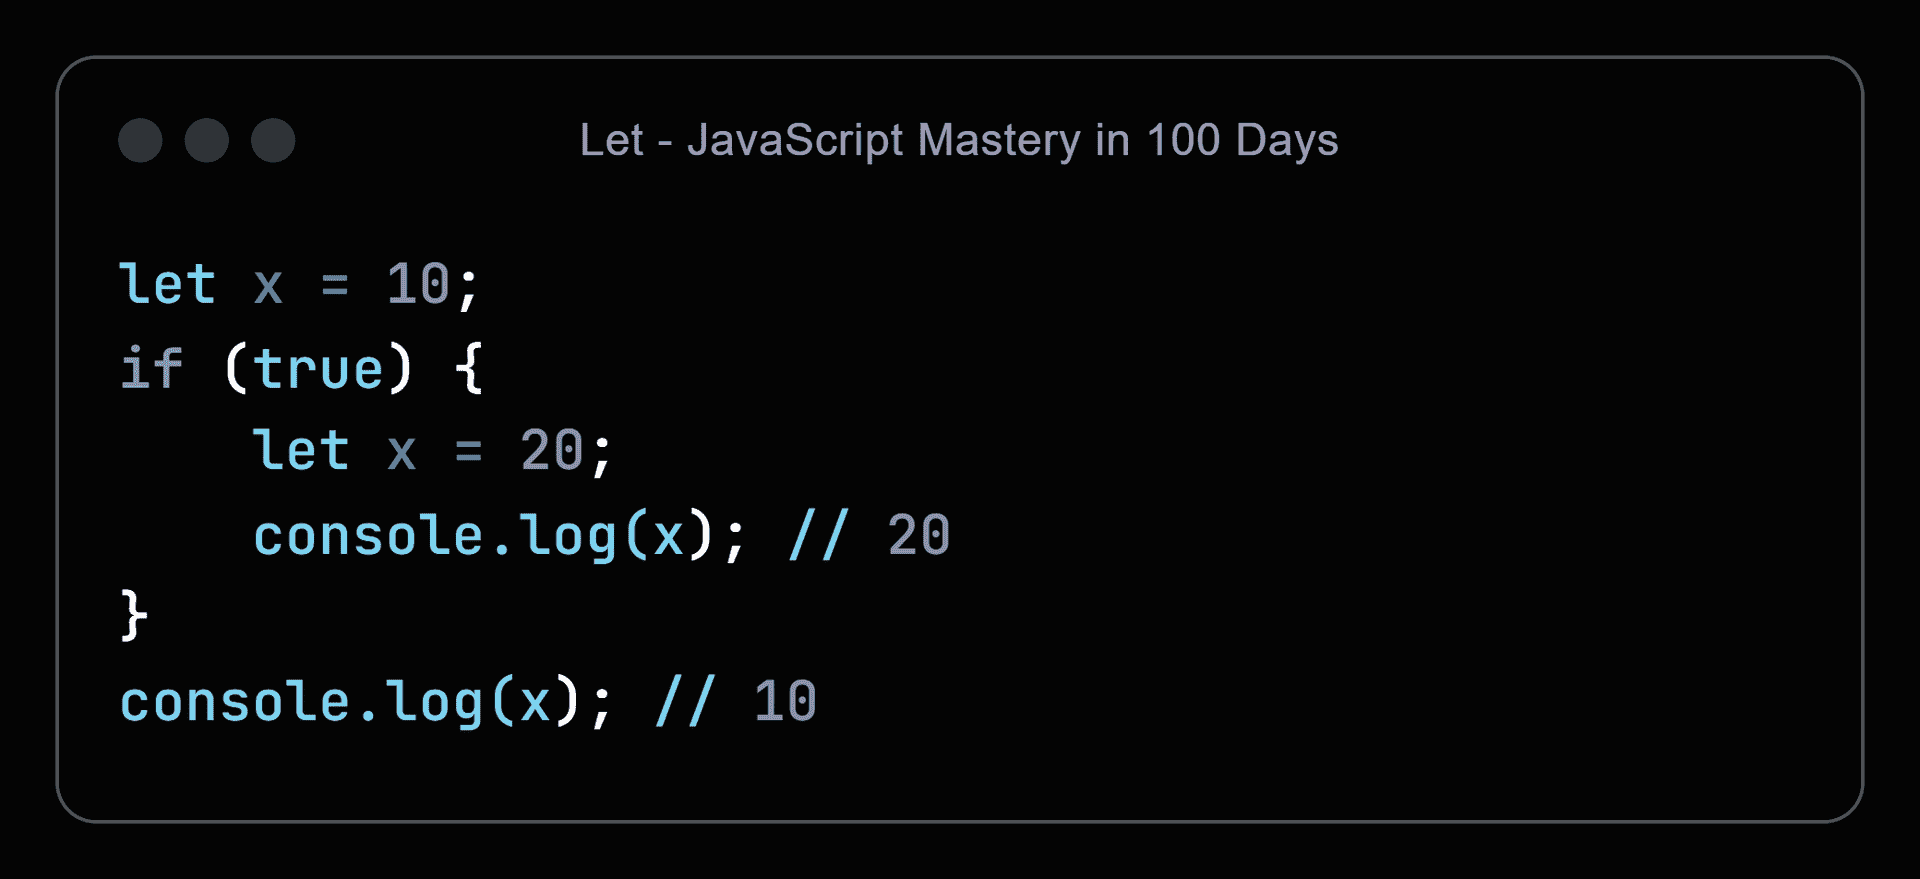 Let - JavaScript Mastery in 100 Days
let x = 10;
if (true) {
    let x = 20;
    console.log(x); // 20
}
console.log(x); // 10